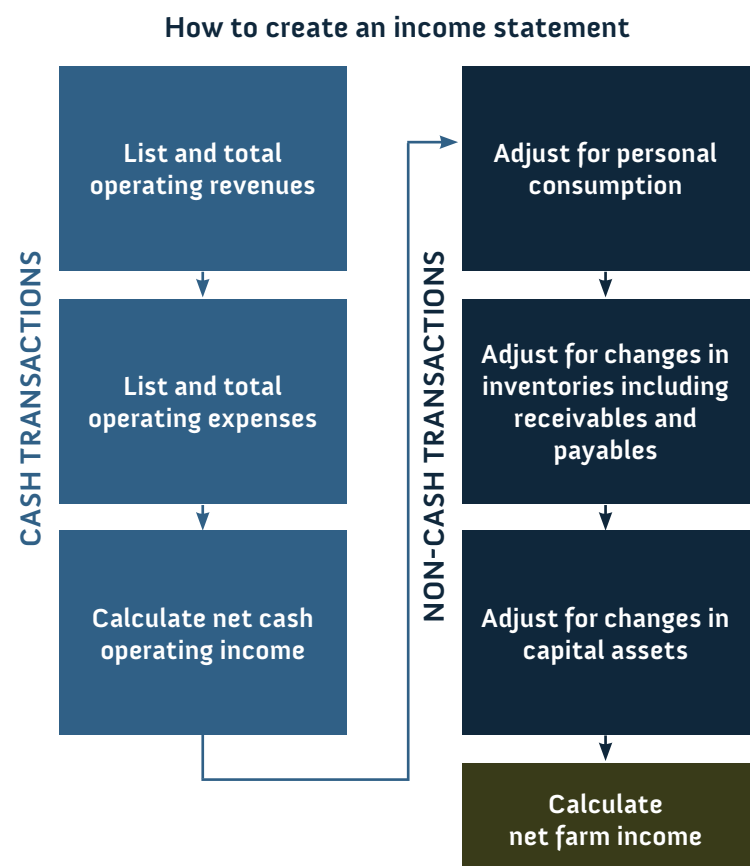 How to create an income statement
CASH TRANSACTIONS
List and total
operating revenues
List and total
operating expenses
Calculate net cash
operating income
NON-CASH TRANSACTIONS
Adjust for personal
consumption
Adjust for changes in
inventories including
receivables and
payables
Adjust for changes in
capital assets
Calculate
net farm income